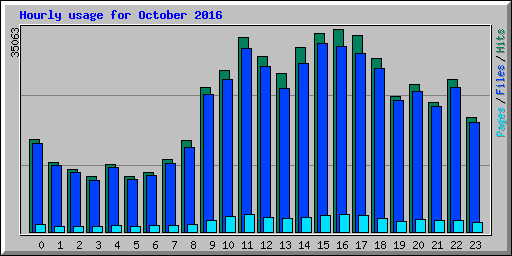 Hourly usage for October 2016
35063
Pages/Files/Hits
0 1 2 3 4 5 6 7 8 9 10 11 12 13 14 15 16 17 18 19 20 21 22 23